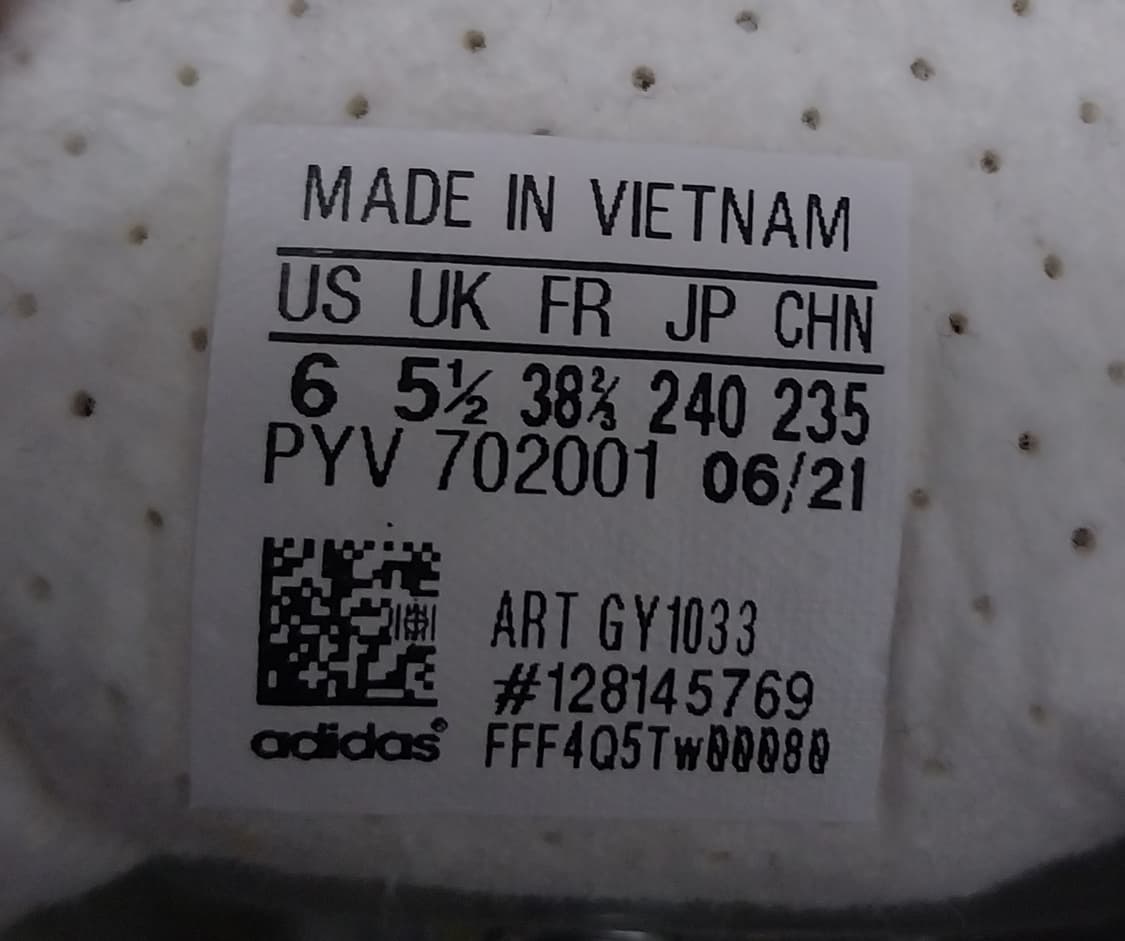 MADE IN VIETNAM
US UK FR JP CHN
6 5½ 38⅔ 240 235
PYV 702001 06/21
ART GY1033
#128145769
adidas® FFF4Q5Tw00080